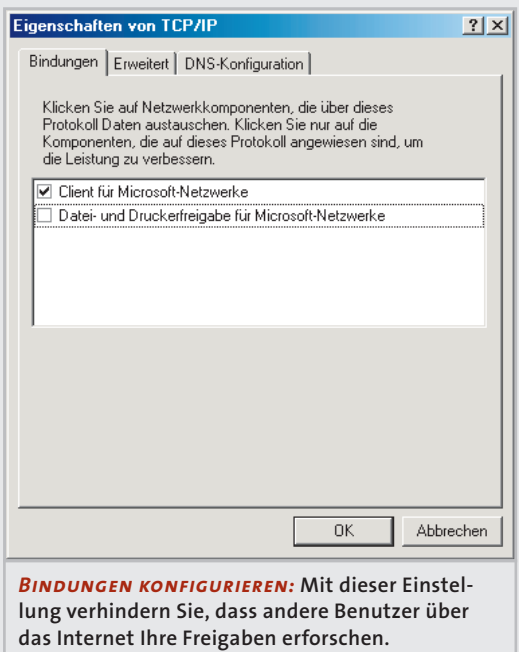 Eigenschaften von TCP/IP
Bindungen Erweitert DNS-Konfiguration
Klicken Sie auf Netzwerkkomponenten, die über dieses
Protokoll Daten austauschen. Klicken Sie nur auf die
Komponenten, die auf dieses Protokoll angewiesen sind, um
die Leistung zu verbessern.
Client für Microsoft-Netzwerke
Datei- und Druckerfreigabe für Microsoft-Netzwerke
OK Abbrechen
BINDUNGEN KONFIGURIEREN: Mit dieser Einstel-
lung verhindern Sie, dass andere Benutzer über
das Internet Ihre Freigaben erforschen.